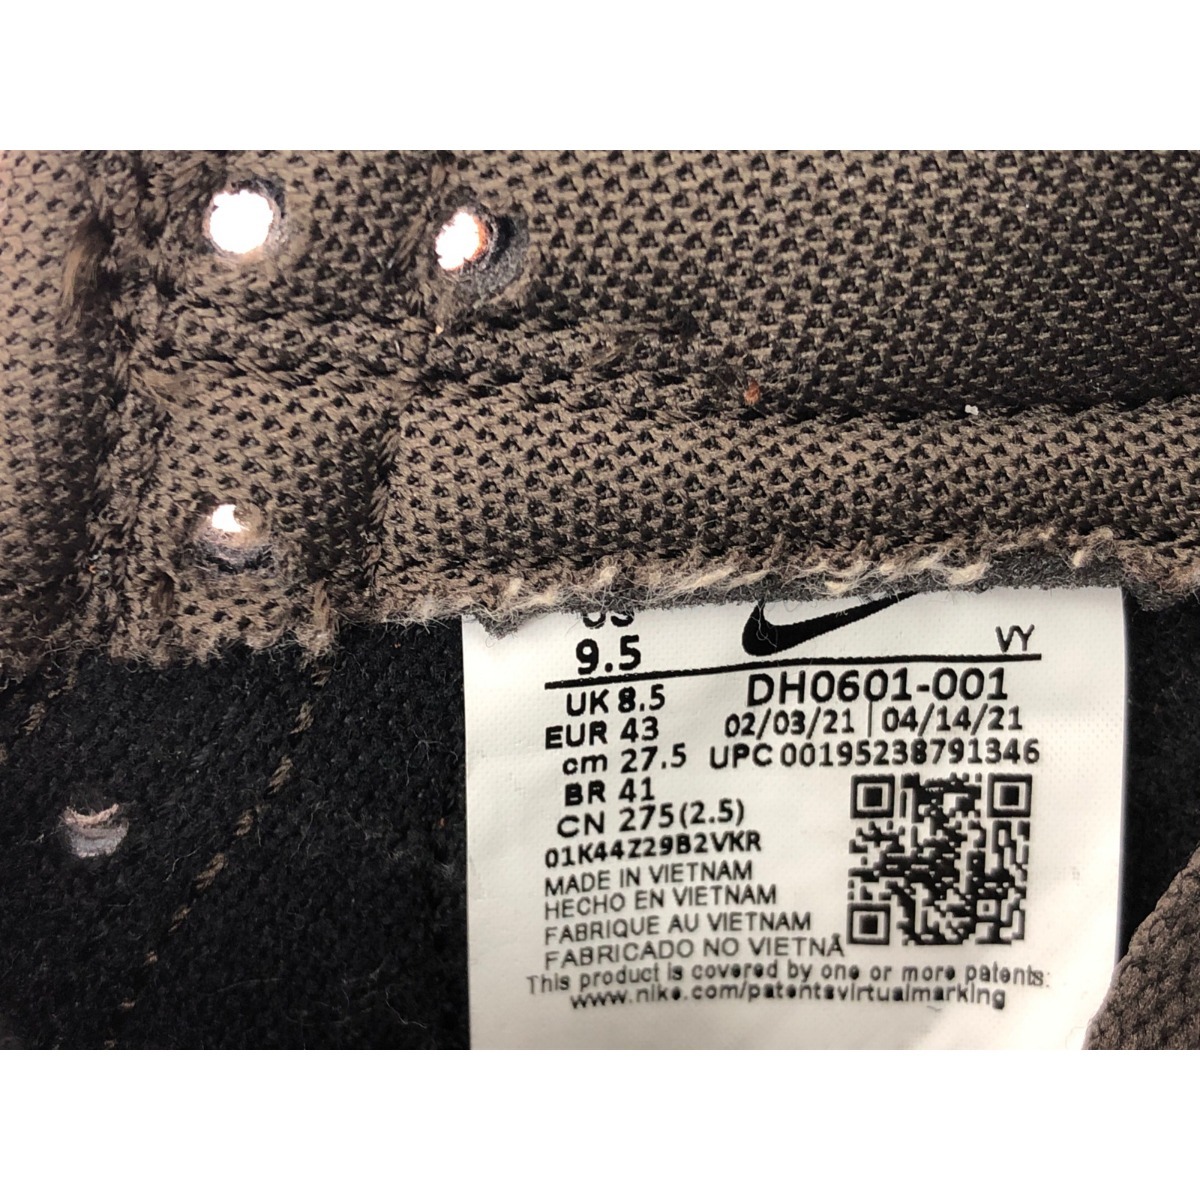 US
9.5
VY
UK 8.5
EUR 43
cm 27.5
BR 41
CN 275(2.5)
DH0601-001
02/03/21 | 04/14/21
UPC 00195238791346
01K44Z29B2VKR
MADE IN VIETNAM
HECHO EN VIETNAM
FABRIQUE AU VIETNAM
FABRICADO NO VIETNÃ
This product is covered by one or more patents:
www.nike.com/patentsvirtualmarking